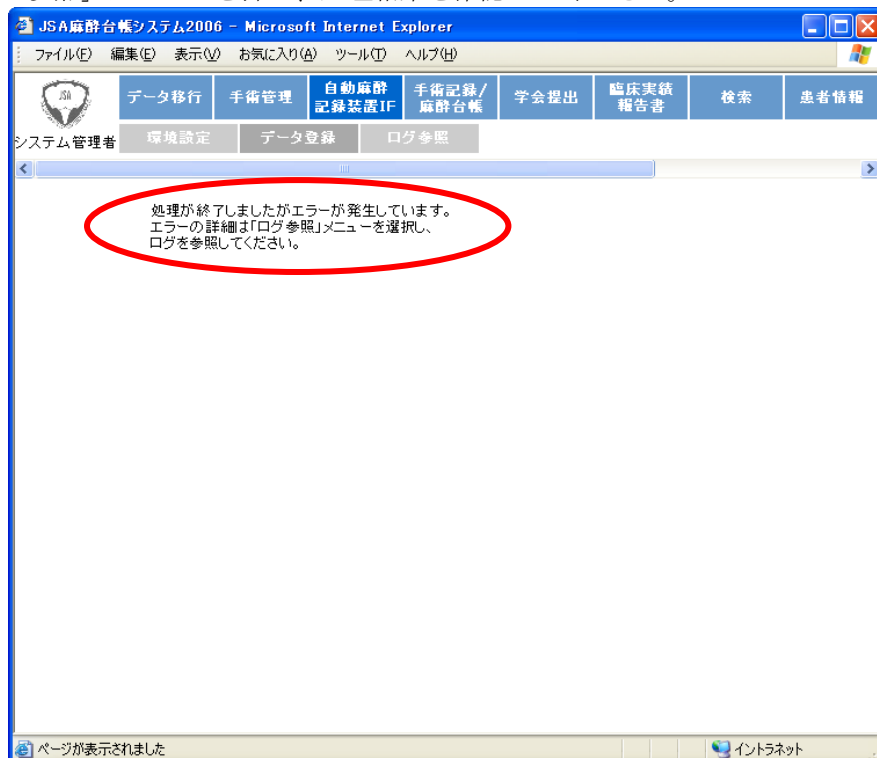 JSA麻酔台帳システム2006 - Microsoft Internet Explorer
ファイル(F) 編集(E) 表示(V) お気に入り(A) ツール(T) ヘルプ(H)
JSA
システム管理者
データ移行
手術管理
自動麻酔
記録装置IF
手術記録/
麻酔台帳
学会提出
臨床実績
報告書
検索
患者情報
環境設定 データ登録 ログ参照
処理が終了しましたがエラーが発生しています。
エラーの詳細は「ログ参照」メニューを選択し、
ログを参照してください。
ページが表示されました
イントラネット